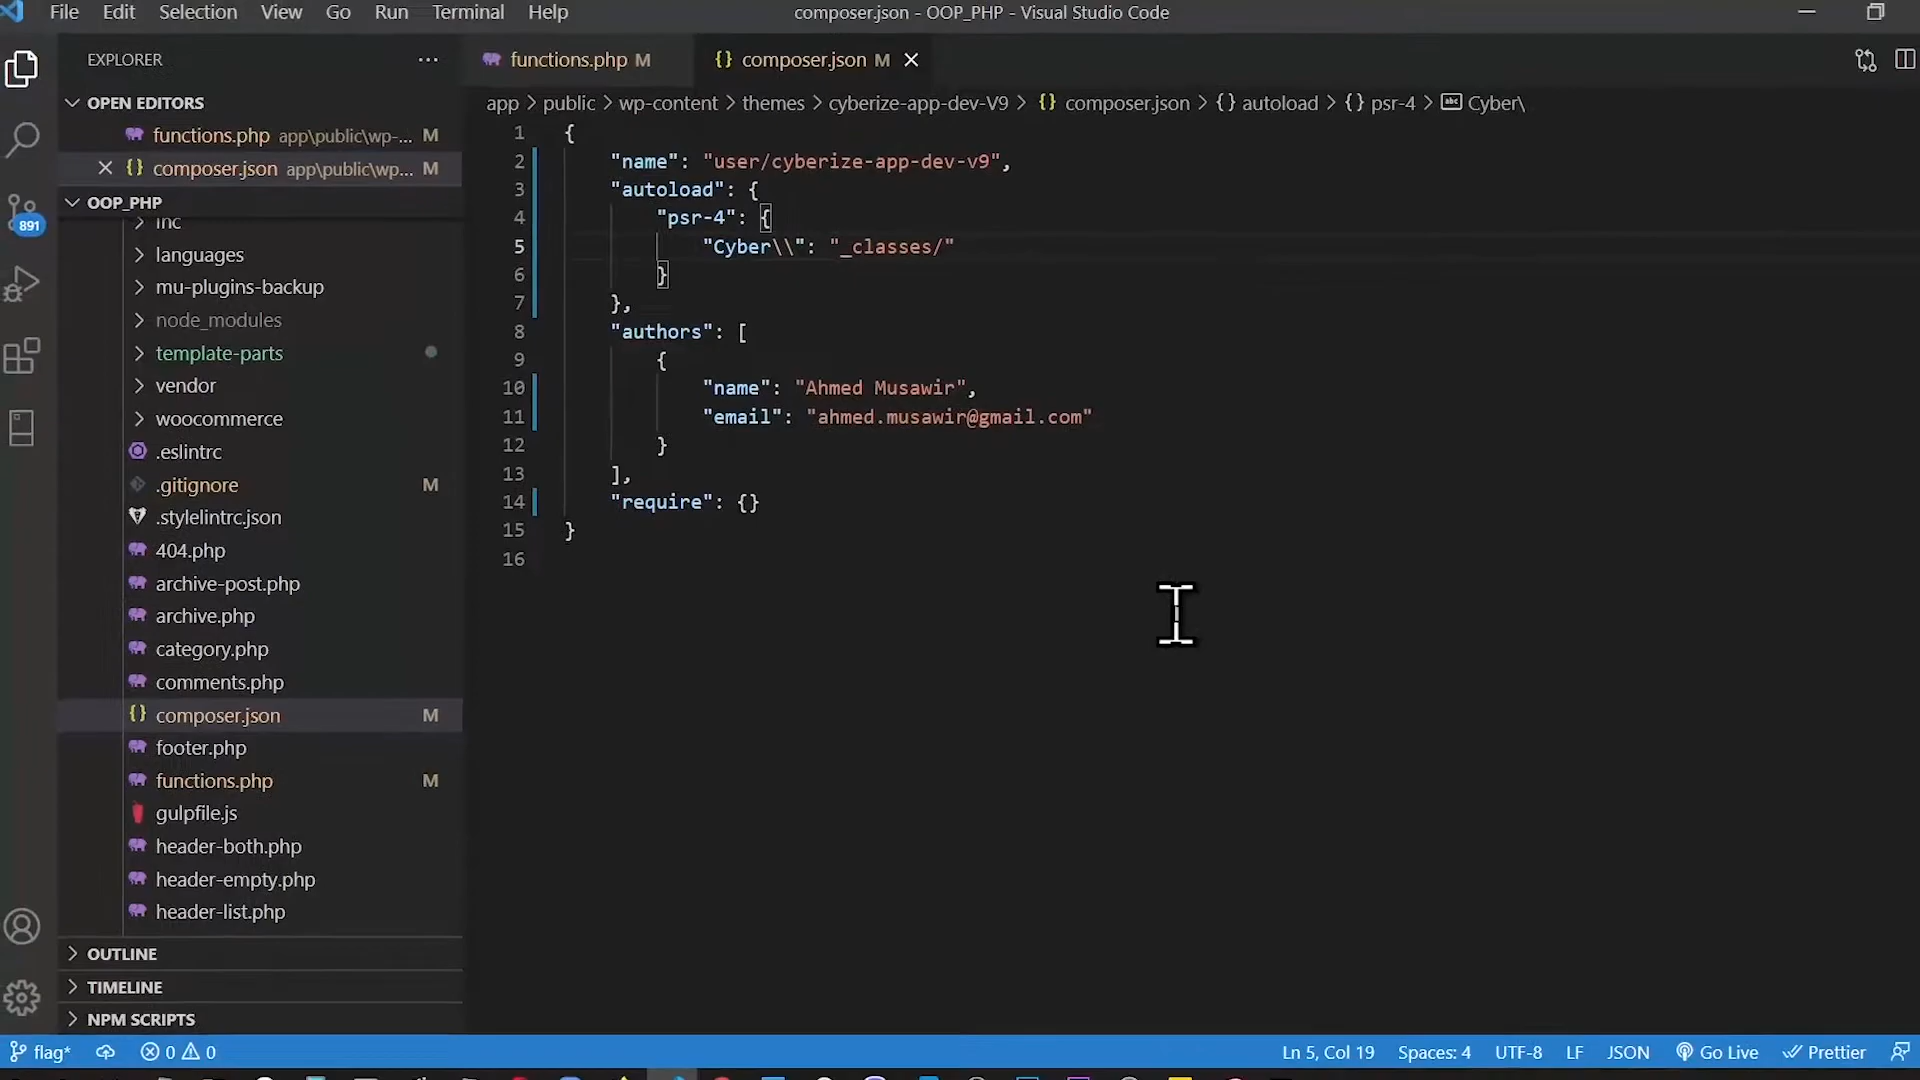 File Edit Selection View Go Run Terminal Help
composer.json - OOP_PHP - Visual Studio Code
EXPLORER
functions.php M
composer.json M
OPEN EDITORS
functions.php app\public\wp-... M
composer.json app\public\wp... M
OOP_PHP
inc
languages
mu-plugins-backup
node_modules
template-parts
vendor
woocommerce
.eslintrc
.gitignore M
.stylelintrc.json
404.php
archive-post.php
archive.php
category.php
comments.php
composer.json M
footer.php
functions.php M
gulpfile.js
header-both.php
header-empty.php
header-list.php
OUTLINE
TIMELINE
NPM SCRIPTS
891
app > public > wp-content > themes > cyberize-app-dev-V9 > {} composer.json > {} autoload > {} psr-4 > abc Cyber\
1 {
2 "name": "user/cyberize-app-dev-v9",
3 "autoload": {
4 "psr-4": {
5 "Cyber\\": "_classes/"
6 }
7 },
8 "authors": [
9 {
10 "name": "Ahmed Musawir",
11 "email": "ahmed.musawir@gmail.com"
12 }
13 ],
14 "require": {}
15 }
16
flag* 0 0 Ln 5, Col 19 Spaces: 4 UTF-8 LF JSON Go Live Prettier